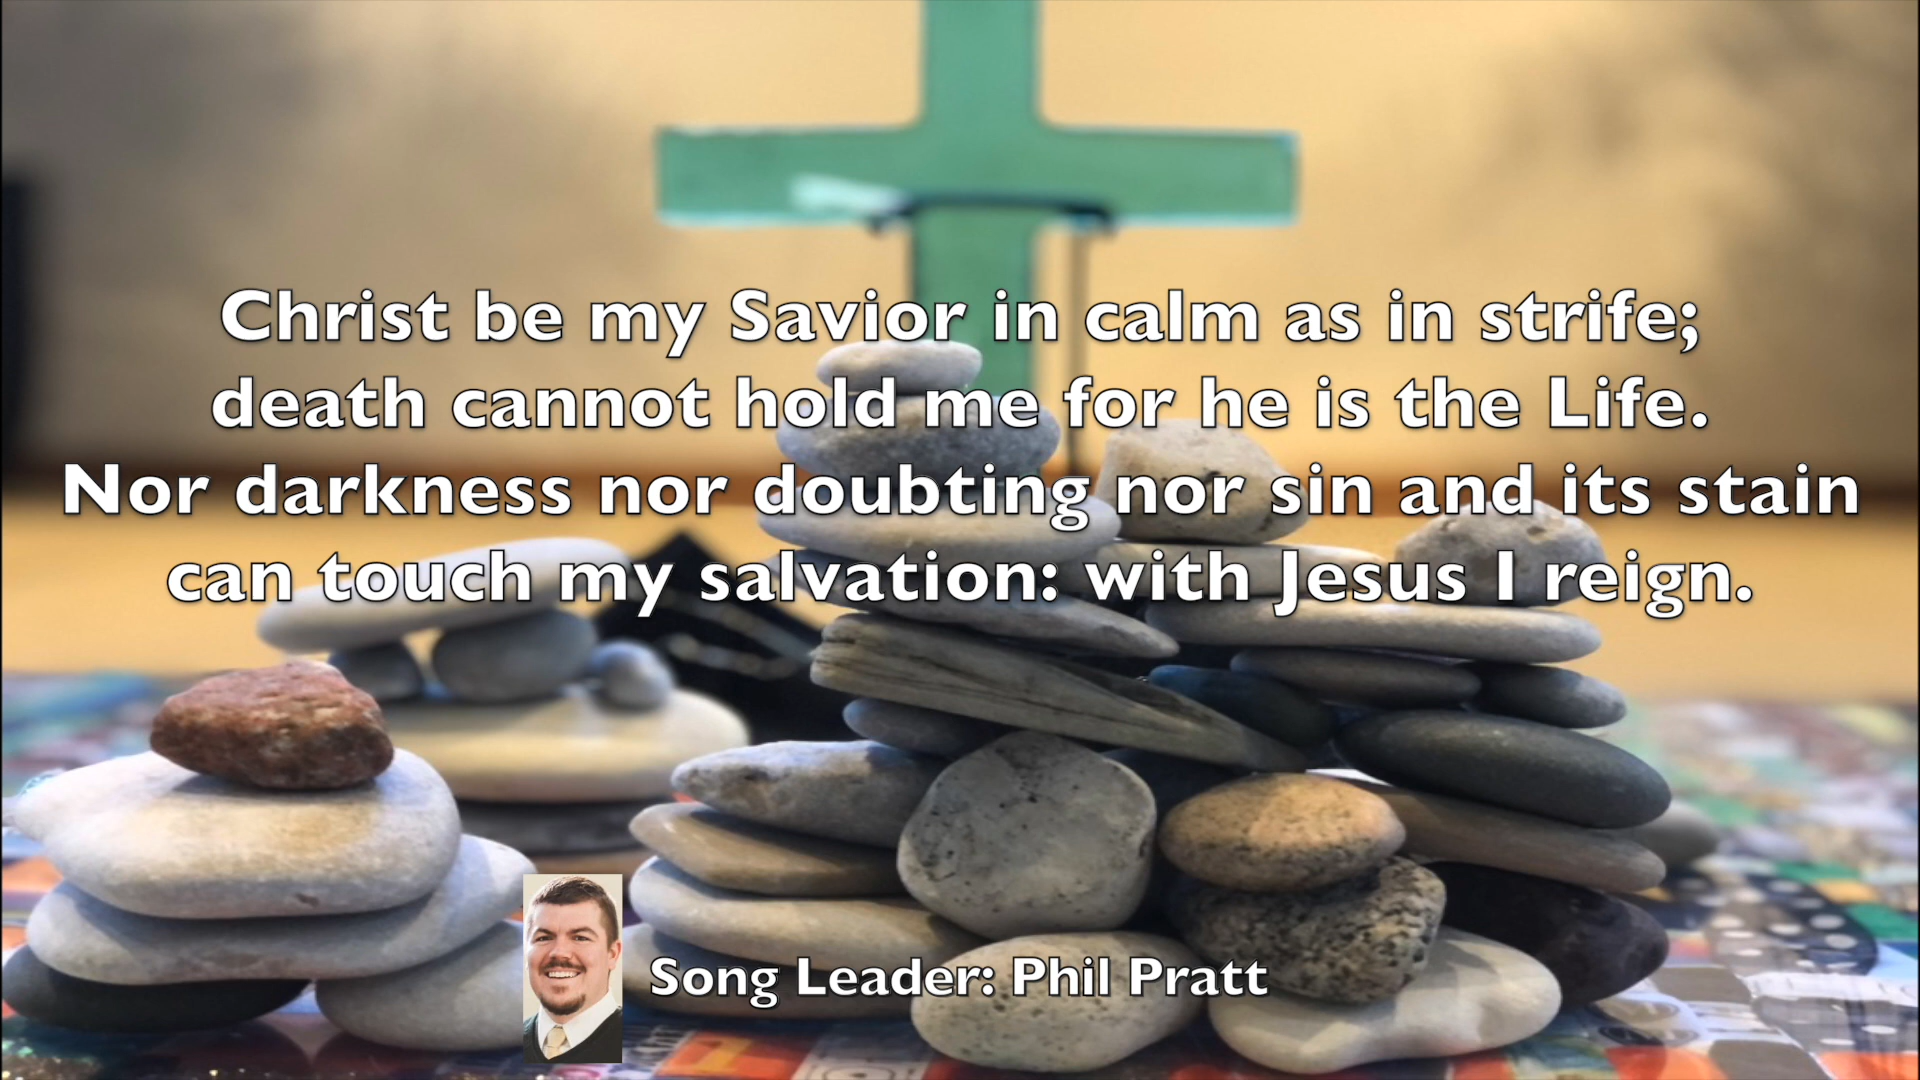 Christ be my Savior in calm as in strife;
death cannot hold me for he is the Life.
Nor darkness nor doubting nor sin and its stain
can touch my salvation: with Jesus I reign.
Song Leader: Phil Pratt